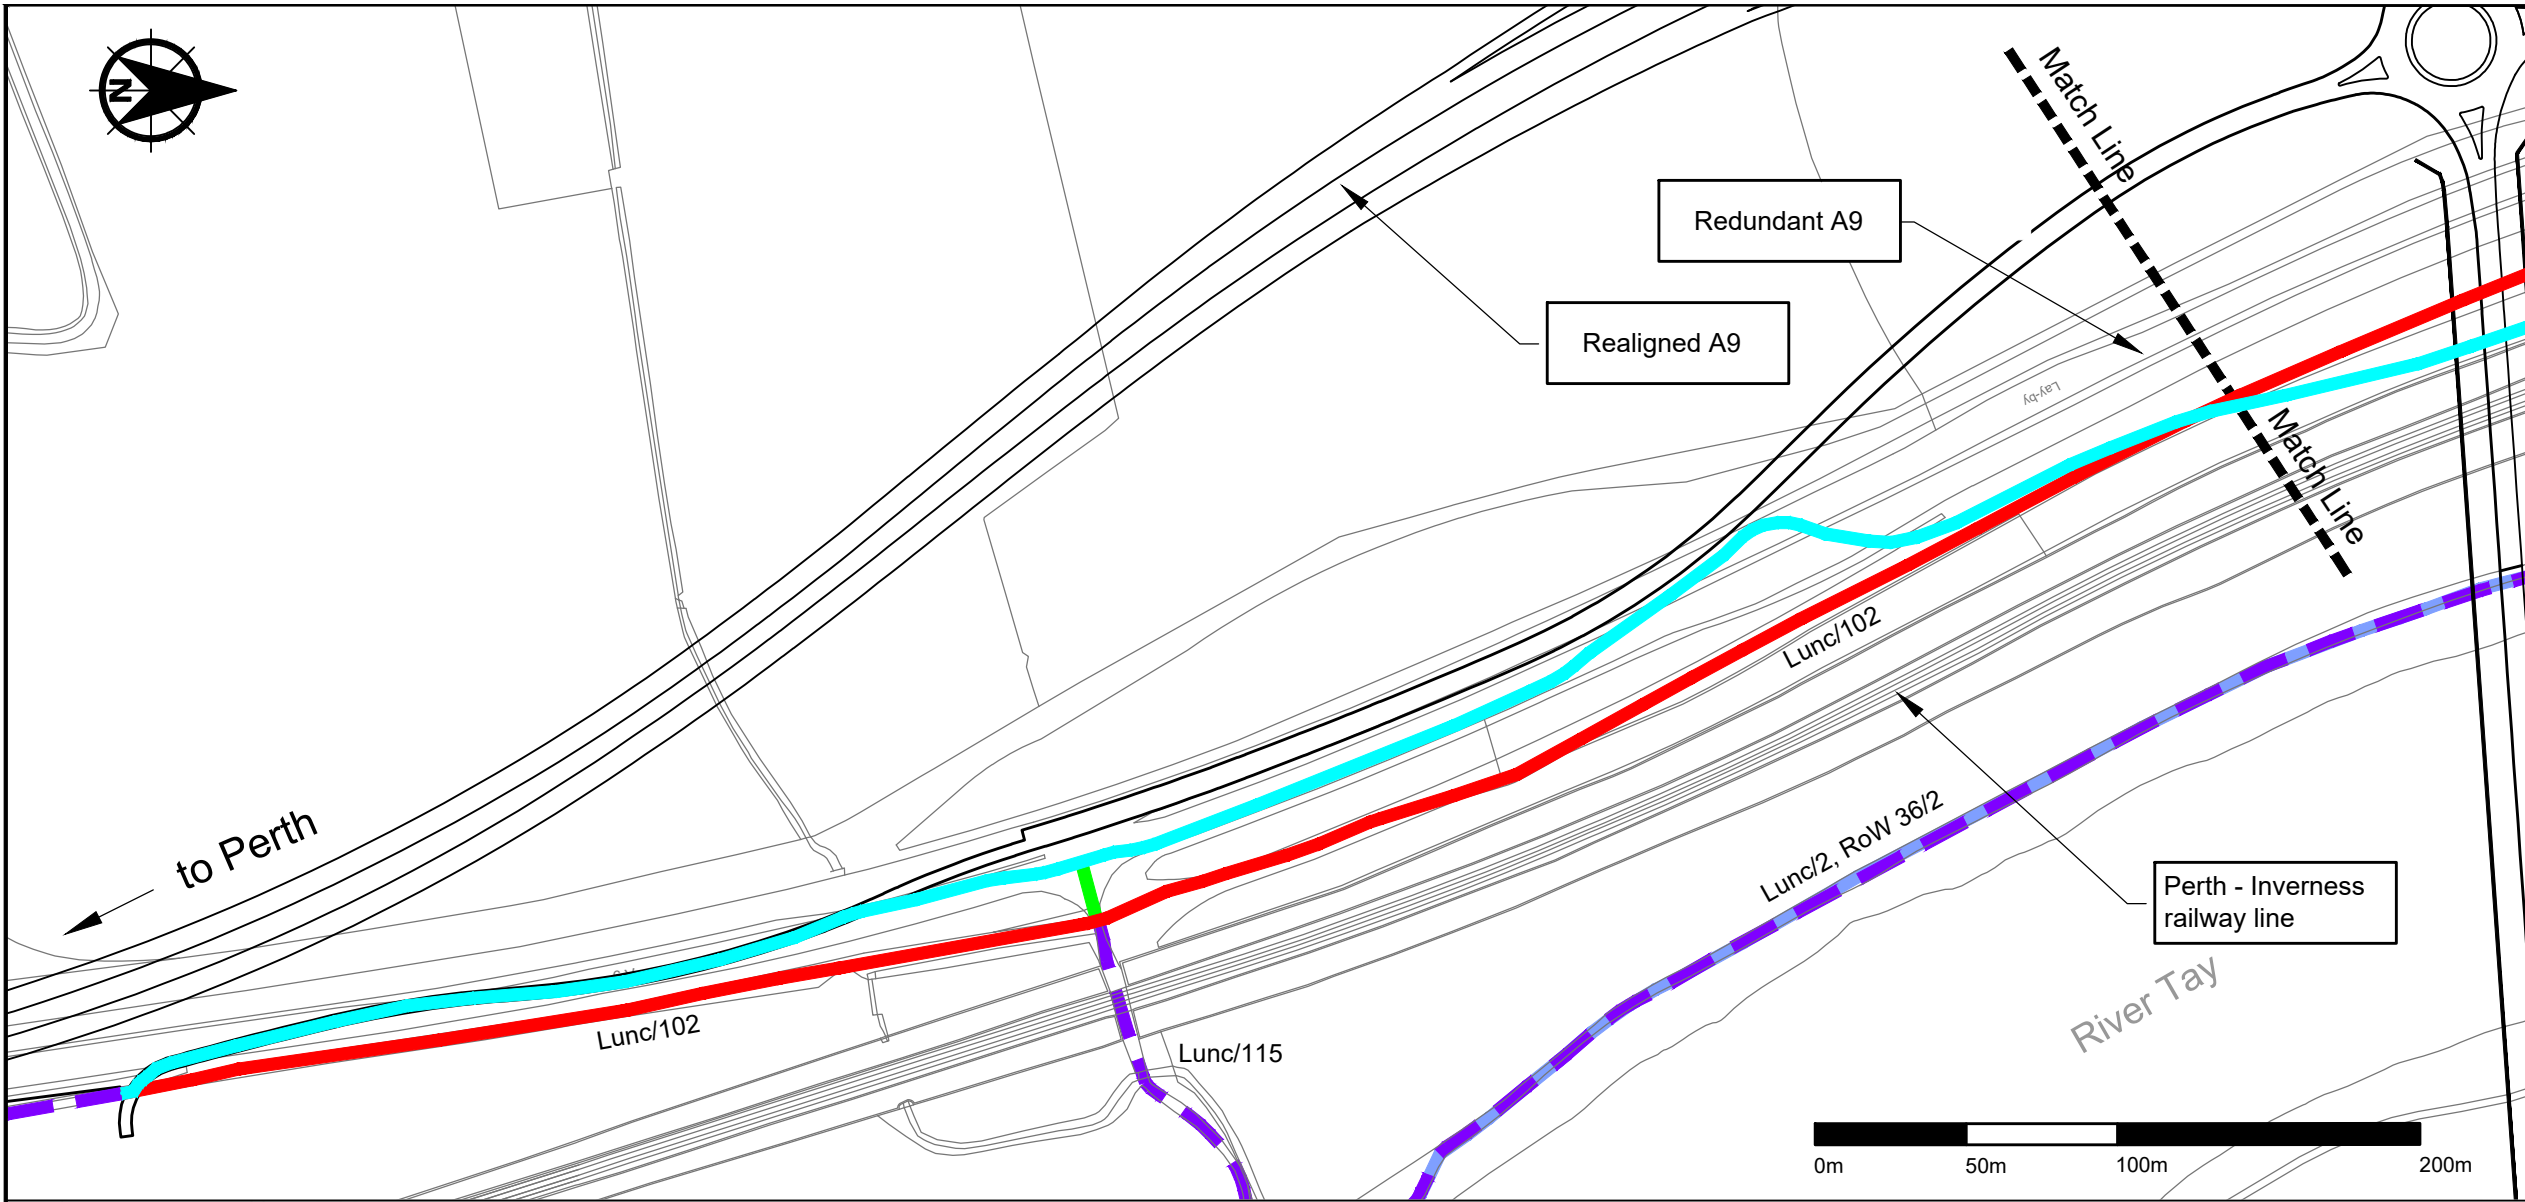 N
Match Line
Redundant A9
Realigned A9
Lay-by
Match Line
Lunc/102
to Perth
Lunc/2, RoW 36/2
Perth - Inverness
railway line
River Tay
Lunc/102
Lunc/115
0m
50m
100m
200m